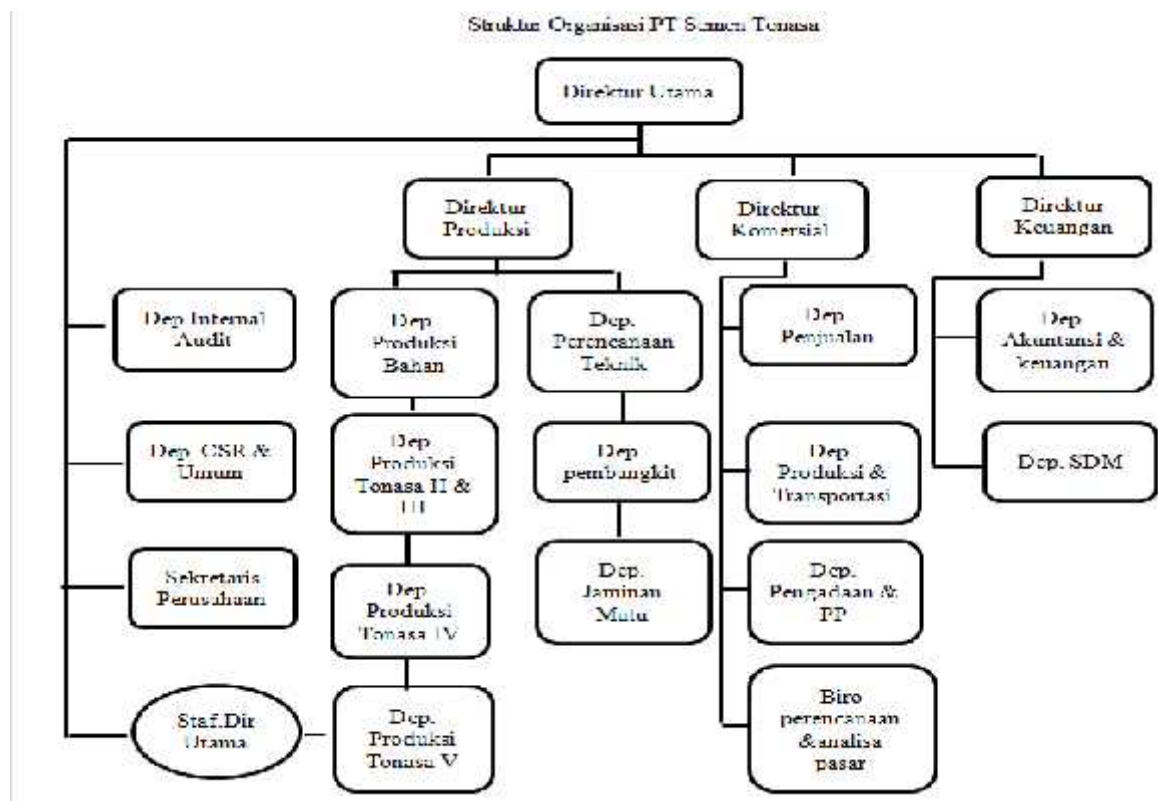 Struktur Organisasi PT Semen Tonasa
Direktur Utama
Direktur
Produksi
Direktur
Komersial
Direktur
Keuangan
Dep Internal
Audit
Dep. CSR &
Umum
Sekretaris
Perusahaan
Staf.Dir
Utama
Dep
Produksi
Bahan
Dep
Produksi
Tonasa II &
III
Dep
Produksi
Tonasa IV
Dep.
Produksi
Tonasa V
Dep.
Perencanaan
Teknik
Dep
pembangkit
Dep.
Jaminan
Mutu
Dep
Penjualan
Dep
Produksi &
Transportasi
Dep.
Pengadaan &
PP
Biro
perencanaan
&analisa
pasar
Dep
Akuntansi &
keuangan
Dep. SDM